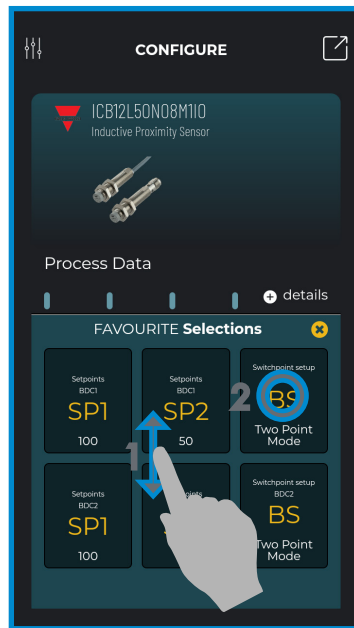 CONFIGURE
ICB12L50N08M1IO
Inductive Proximity Sensor
Process Data
+ details
FAVOURITE Selections
Setpoints
BDC1
SP1
100
Setpoints
BDC1
SP2
50
Switchpoint setup
BS
Two Point
Mode
2
1
Setpoints
BDC2
SP1
100
Switchpoint setup
BDC2
BS
Two Point
Mode